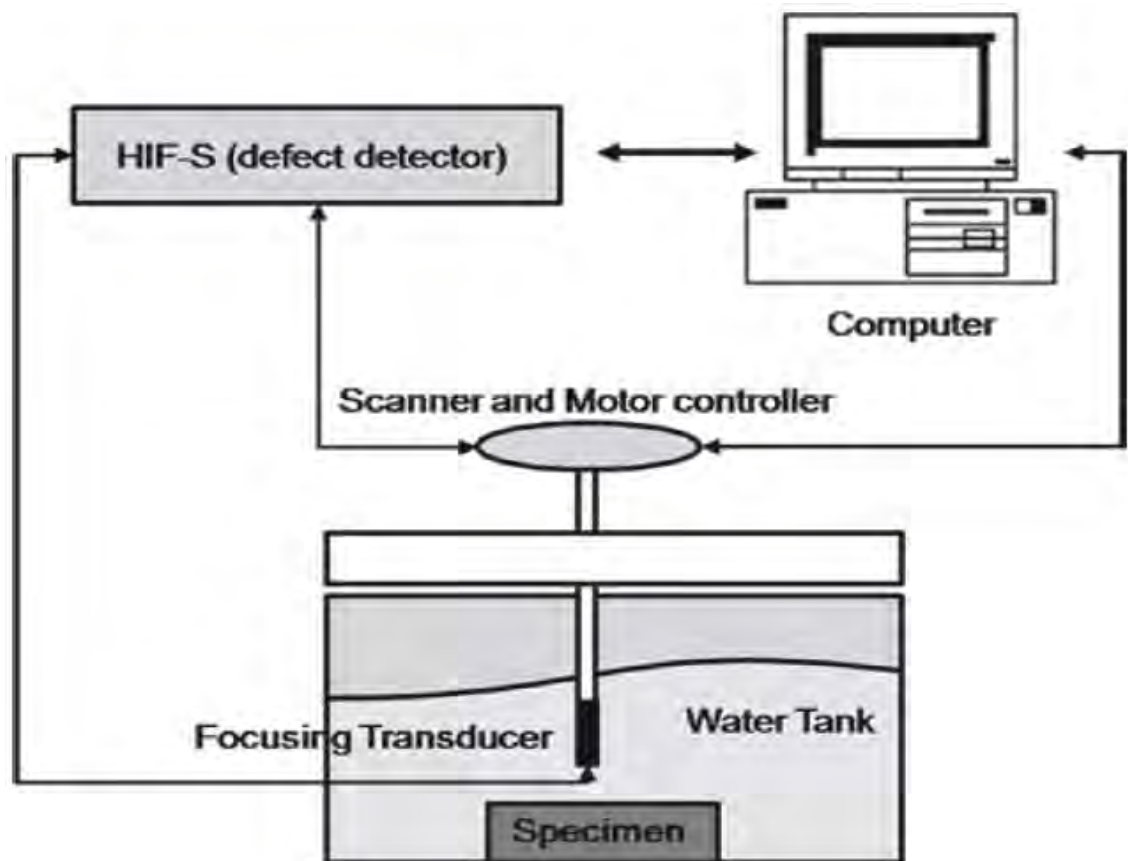 HIF-S (defect detector)
Computer
Scanner and Motor controller
Focusing Transducer
Water Tank
Specimen